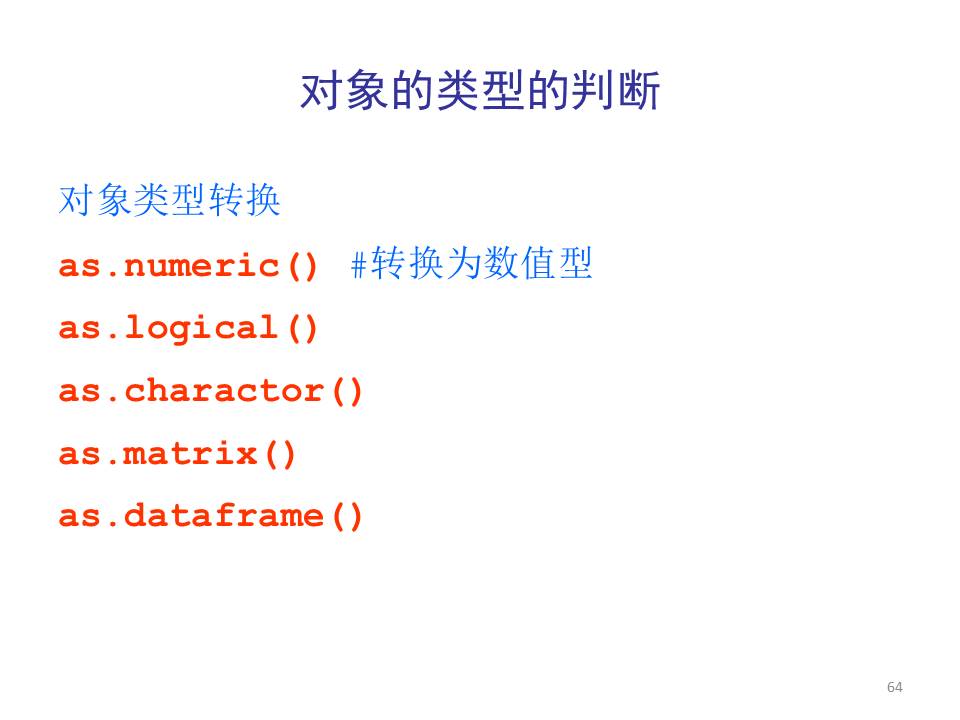 对象的类型的判断
对象类型转换
as.numeric() #转换为数值型
as.logical()
as.charactor()
as.matrix()
as.dataframe()
64